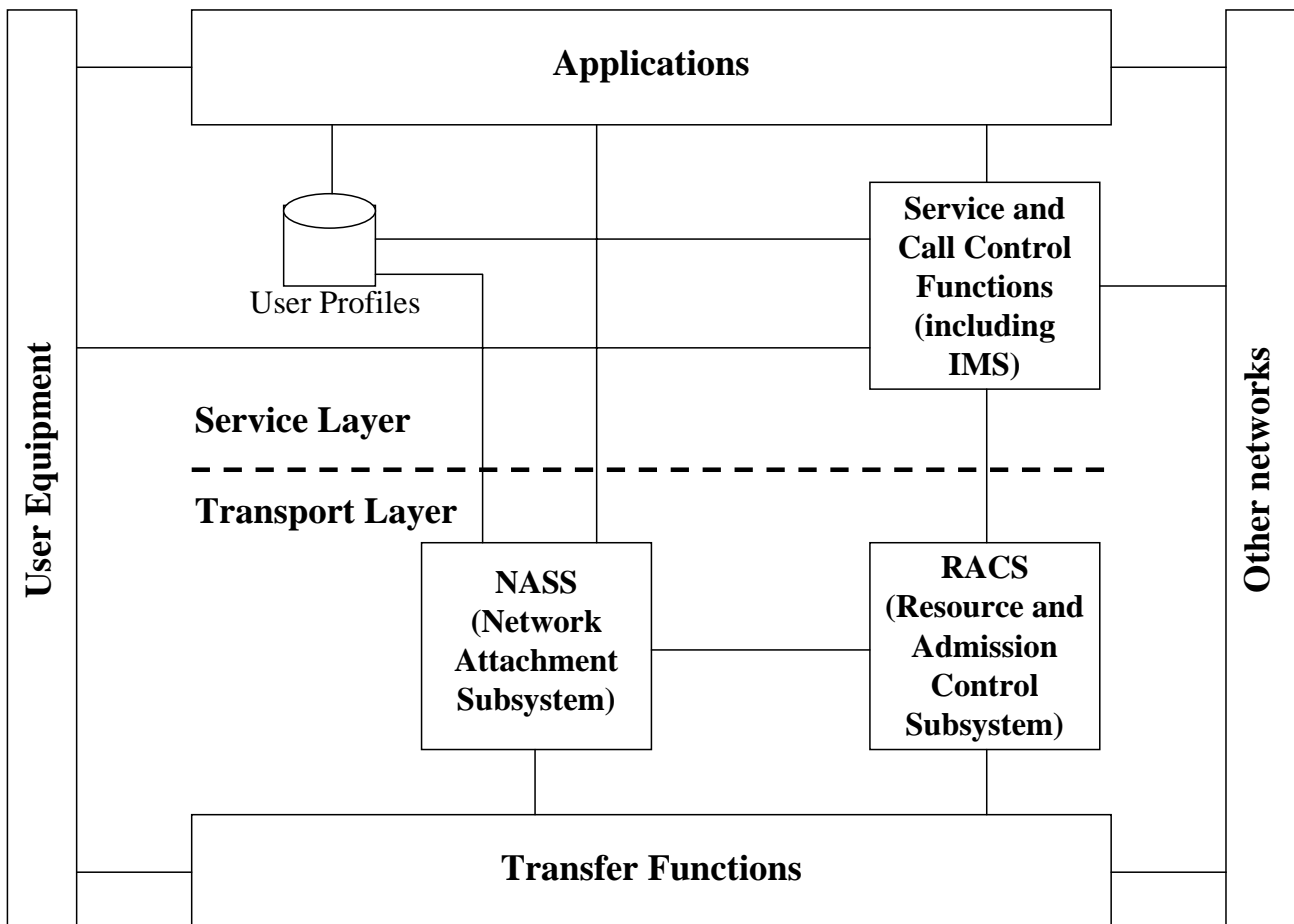 Applications
Service and
Call Control
Functions
(including
IMS)
User Profiles
User Equipment
Other networks
Service Layer
Transport Layer
NASS
(Network
Attachment
Subsystem)
RACS
(Resource and
Admission
Control
Subsystem)
Transfer Functions